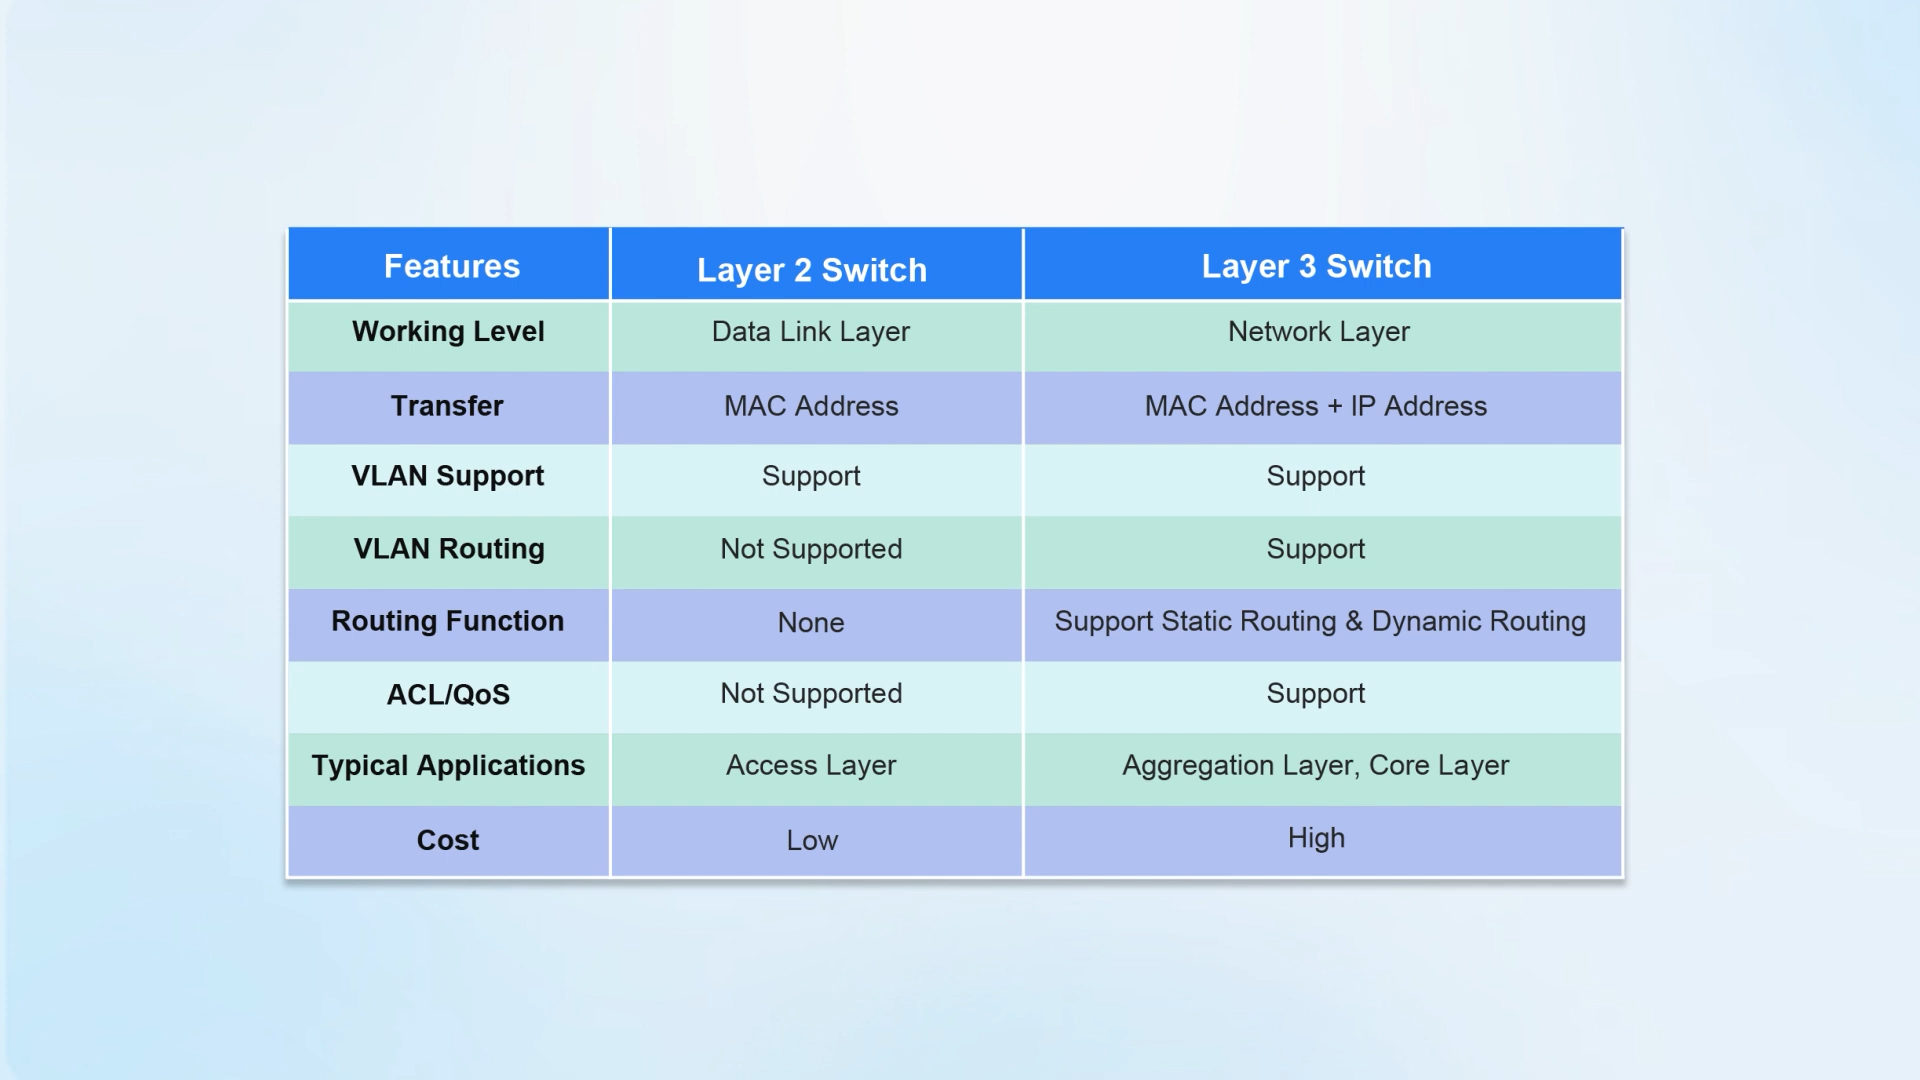 Features Layer 2 Switch Layer 3 Switch
Working Level Data Link Layer Network Layer
Transfer MAC Address MAC Address + IP Address
VLAN Support Support Support
VLAN Routing Not Supported Support
Routing Function None Support Static Routing & Dynamic Routing
ACL/QoS Not Supported Support
Typical Applications Access Layer Aggregation Layer, Core Layer
Cost Low High